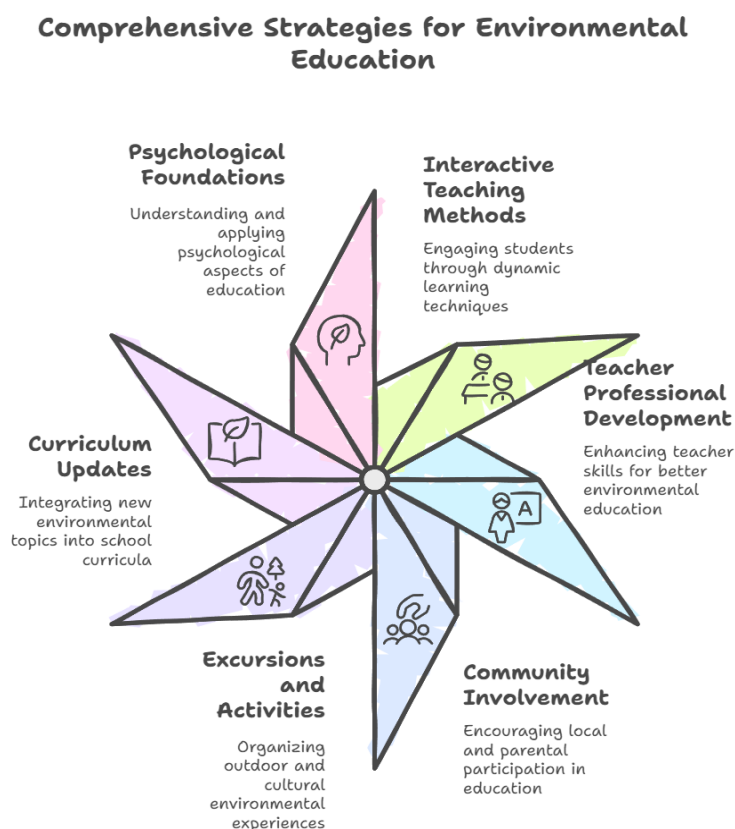 Comprehensive Strategies for Environmental
Education
Psychological
Foundations
Understanding and
applying
psychological
aspects of
education
Interactive
Teaching
Methods
Engaging students
through dynamic
learning
techniques
Teacher
Professional
Development
Enhancing teacher
skills for better
environmental
education
A
Curriculum
Updates
Integrating new
environmental
topics into school
curricula
Excursions
and
Activities
Organizing
outdoor and
cultural
environmental
experiences
Community
Involvement
Encouraging local
and parental
participation in
education